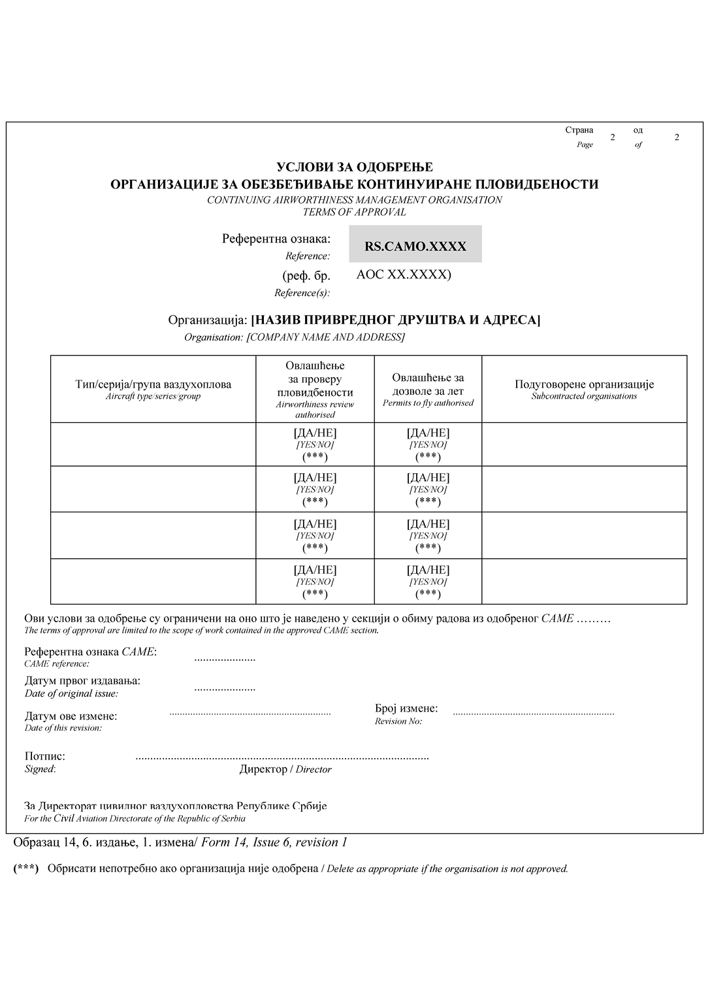 Страна 2 од 2
Page of
УСЛОВИ ЗА ОДОБРЕЊЕ
ОРГАНИЗАЦИЈЕ ЗА ОБЕЗБЕЂИВАЊЕ КОНТИНУИРАНЕ ПЛОВИДБЕНОСТИ
CONTINUING AIRWORTHINESS MANAGEMENT ORGANISATION
TERMS OF APPROVAL
Референтна ознака: RS.CAMO.XXXX
Reference:
(реф. бр. АОС XX.XXXX)
Reference(s):
Организација: [НАЗИВ ПРИВРЕДНОГ ДРУШТВА И АДРЕСА]
Organisation: [COMPANY NAME AND ADDRESS]
Тип/серија/група ваздухоплова
Aircraft type/series/group
Овлашћење
за проверу
пловидбености
Airworthiness review
authorised
Овлашћење за
дозволе за лет
Permits to fly authorised
Подуговорене организације
Subcontracted organisations
[ДА/НЕ] [ДА/НЕ]
[YES/NO] [YES/NO]
(***) (***)
[ДА/НЕ] [ДА/НЕ]
[YES/NO] [YES/NO]
(***) (***)
[ДА/НЕ] [ДА/НЕ]
[YES/NO] [YES/NO]
(***) (***)
[ДА/НЕ] [ДА/НЕ]
[YES/NO] [YES/NO]
(***) (***)
Ови услови за одобрење су ограничени на оно што је наведено у секцији о обиму радова из одобреног CAME ………
The terms of approval are limited to the scope of work contained in the approved CAME section.
Референтна ознака CAME: .....................
CAME reference:
Датум првог издавања: .....................
Date of original issue:
Датум ове измене: ........................................................ Број измене: ........................................................
Date of this revision: Revision No:
Потпис: .....................................................................................................
Signed: Директор / Director
За Директорат цивилног ваздухопловства Републике Србије
For the Civil Aviation Directorate of the Republic of Serbia
Образац 14, 6. издање, 1. измена/ Form 14, Issue 6, revision 1
(***) Обрисати непотребно ако организација није одобрена / Delete as appropriate if the organisation is not approved.